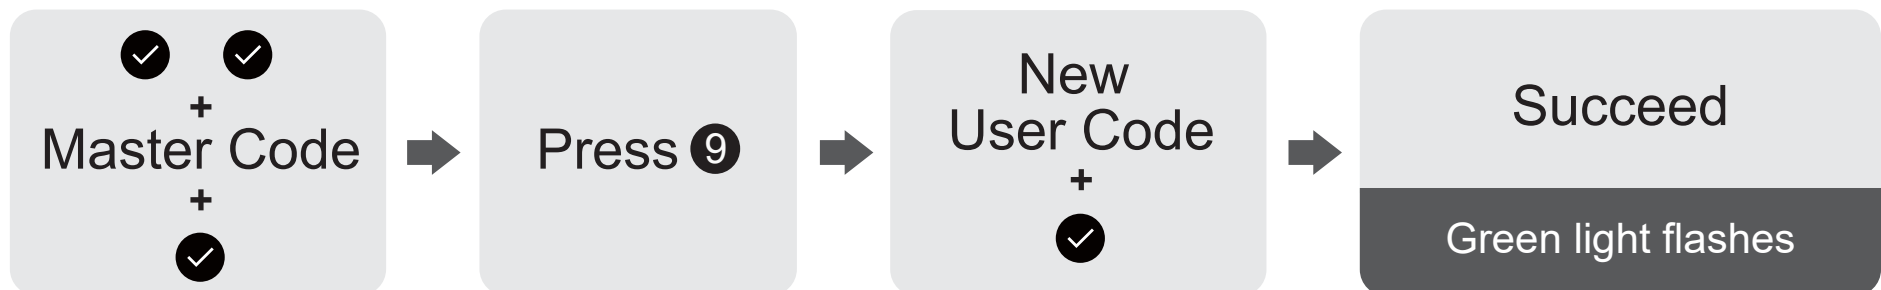 +
Master Code
+
Press 9
New
User Code
+
Succeed
Green light flashes